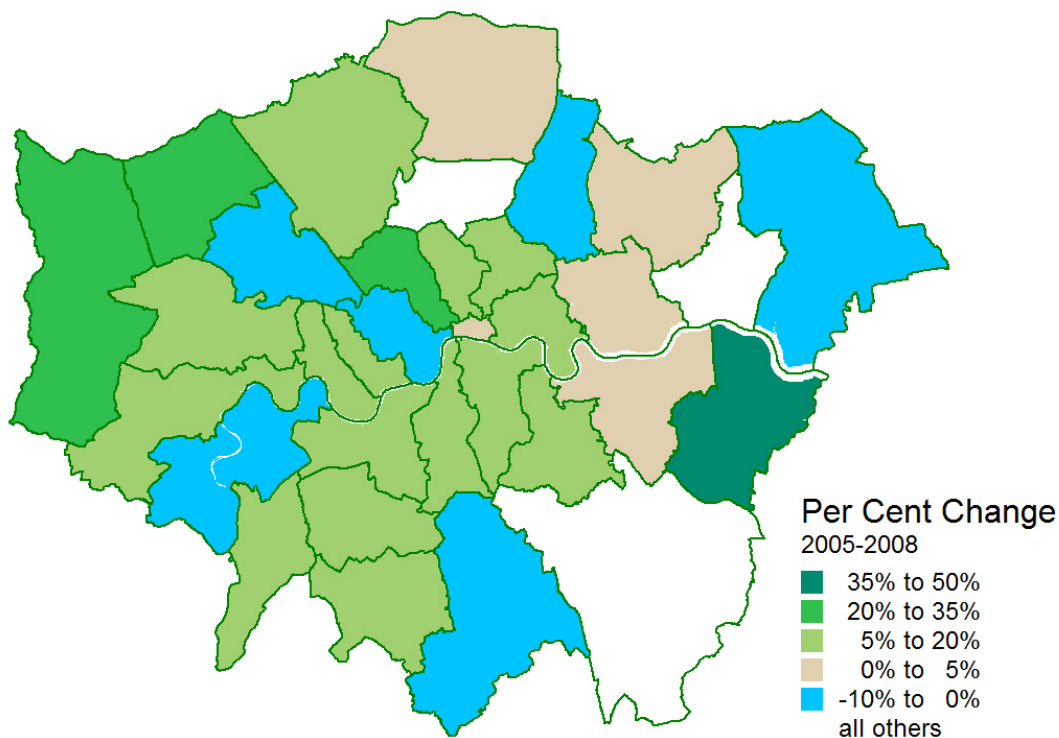 Per Cent Change
2005-2008
35% to 50%
20% to 35%
5% to 20%
0% to 5%
-10% to 0%
all others